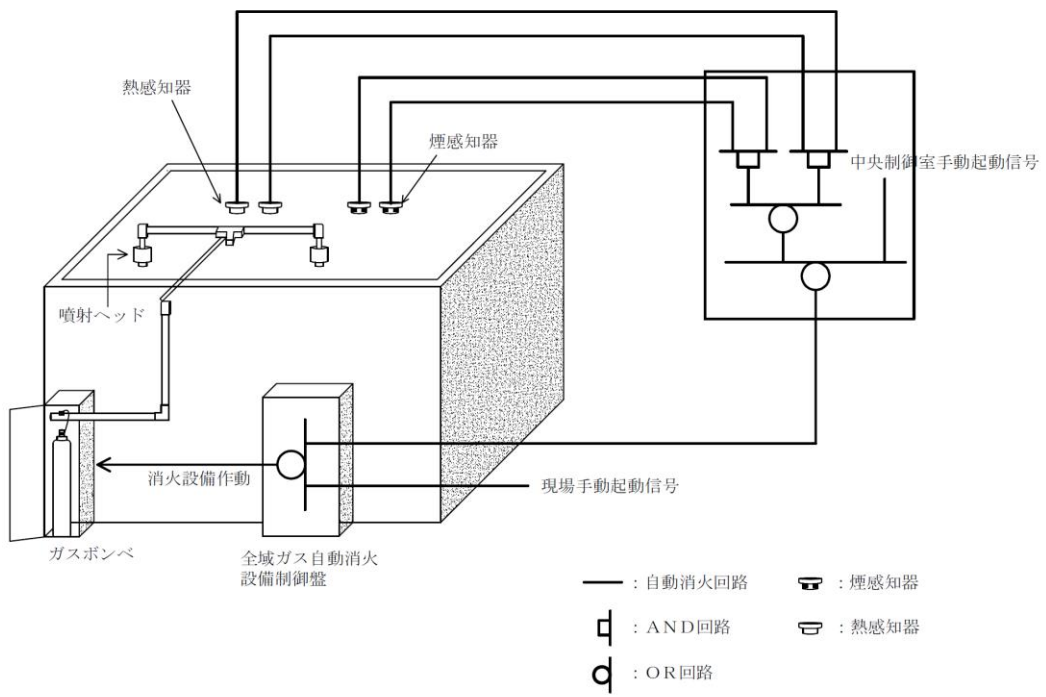 熱感知器
煙感知器
中央制御室手動起動信号
噴射ヘッド
消火設備作動
現場手動起動信号
ガスボンベ
全域ガス自動消火
設備制御盤
：自動消火回路
：煙感知器
：AND回路
：熱感知器
：OR回路